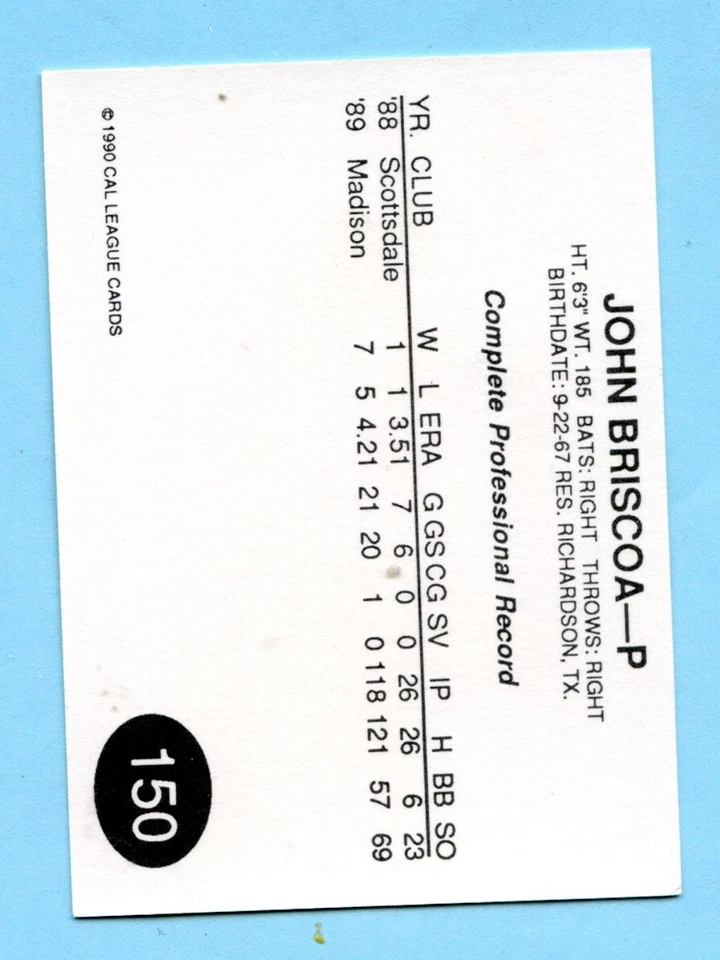 JOHN BRISCOA—P
HT. 6'3" WT. 185 BATS: RIGHT THROWS: RIGHT
BIRTHDATE: 9-22-67 RES. RICHARDSON, TX.
Complete Professional Record
YR. CLUB W L ERA G GS CG SV IP H BB SO
'88 Scottsdale 1 1 3.51 7 6 0 0 26 26 6 23
'89 Madison 7 5 4.21 21 20 1 0 118 121 57 69
© 1990 CAL LEAGUE CARDS
150